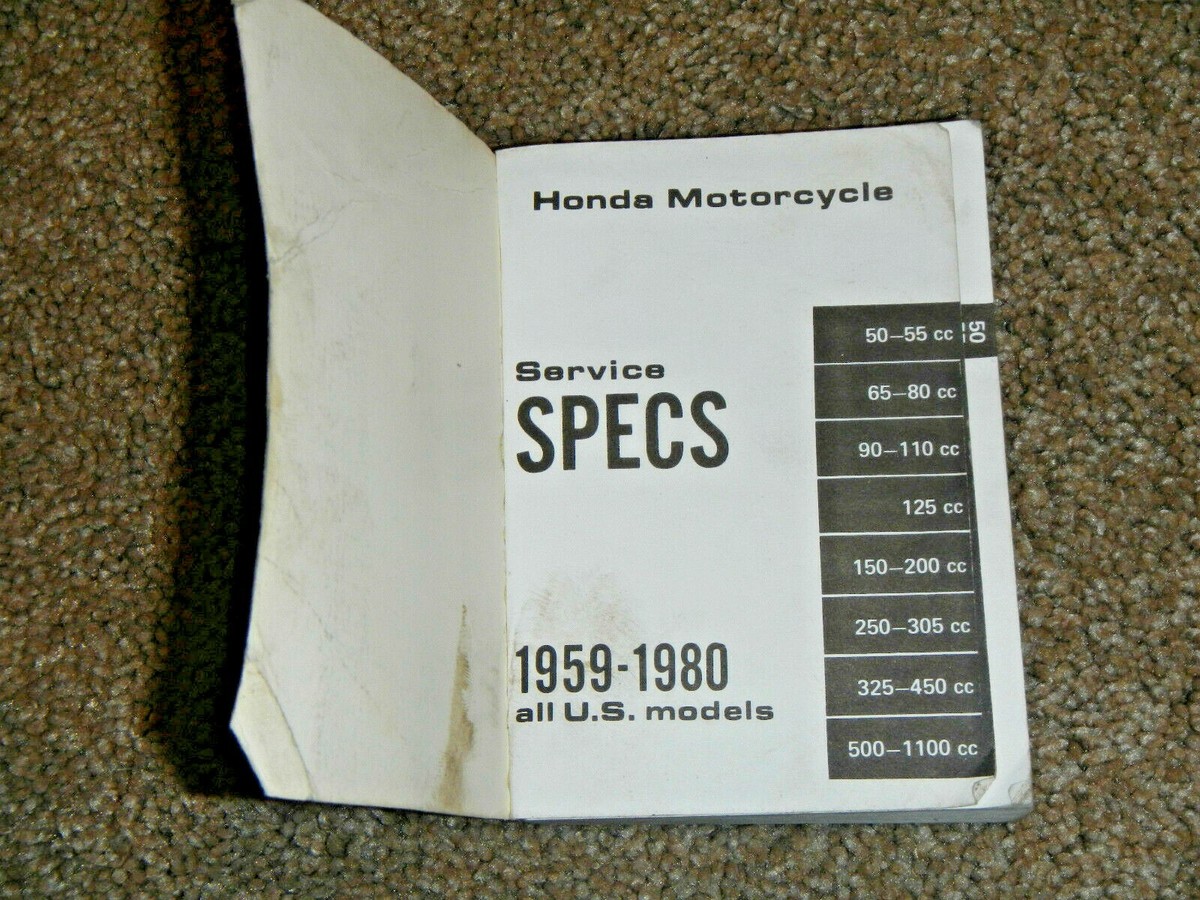 Honda Motorcycle
Service
SPECS
1959-1980
all U.S. models
50–55 cc
65–80 cc
90–110 cc
125 cc
150–200 cc
250–305 cc
325–450 cc
500–1100 cc
50